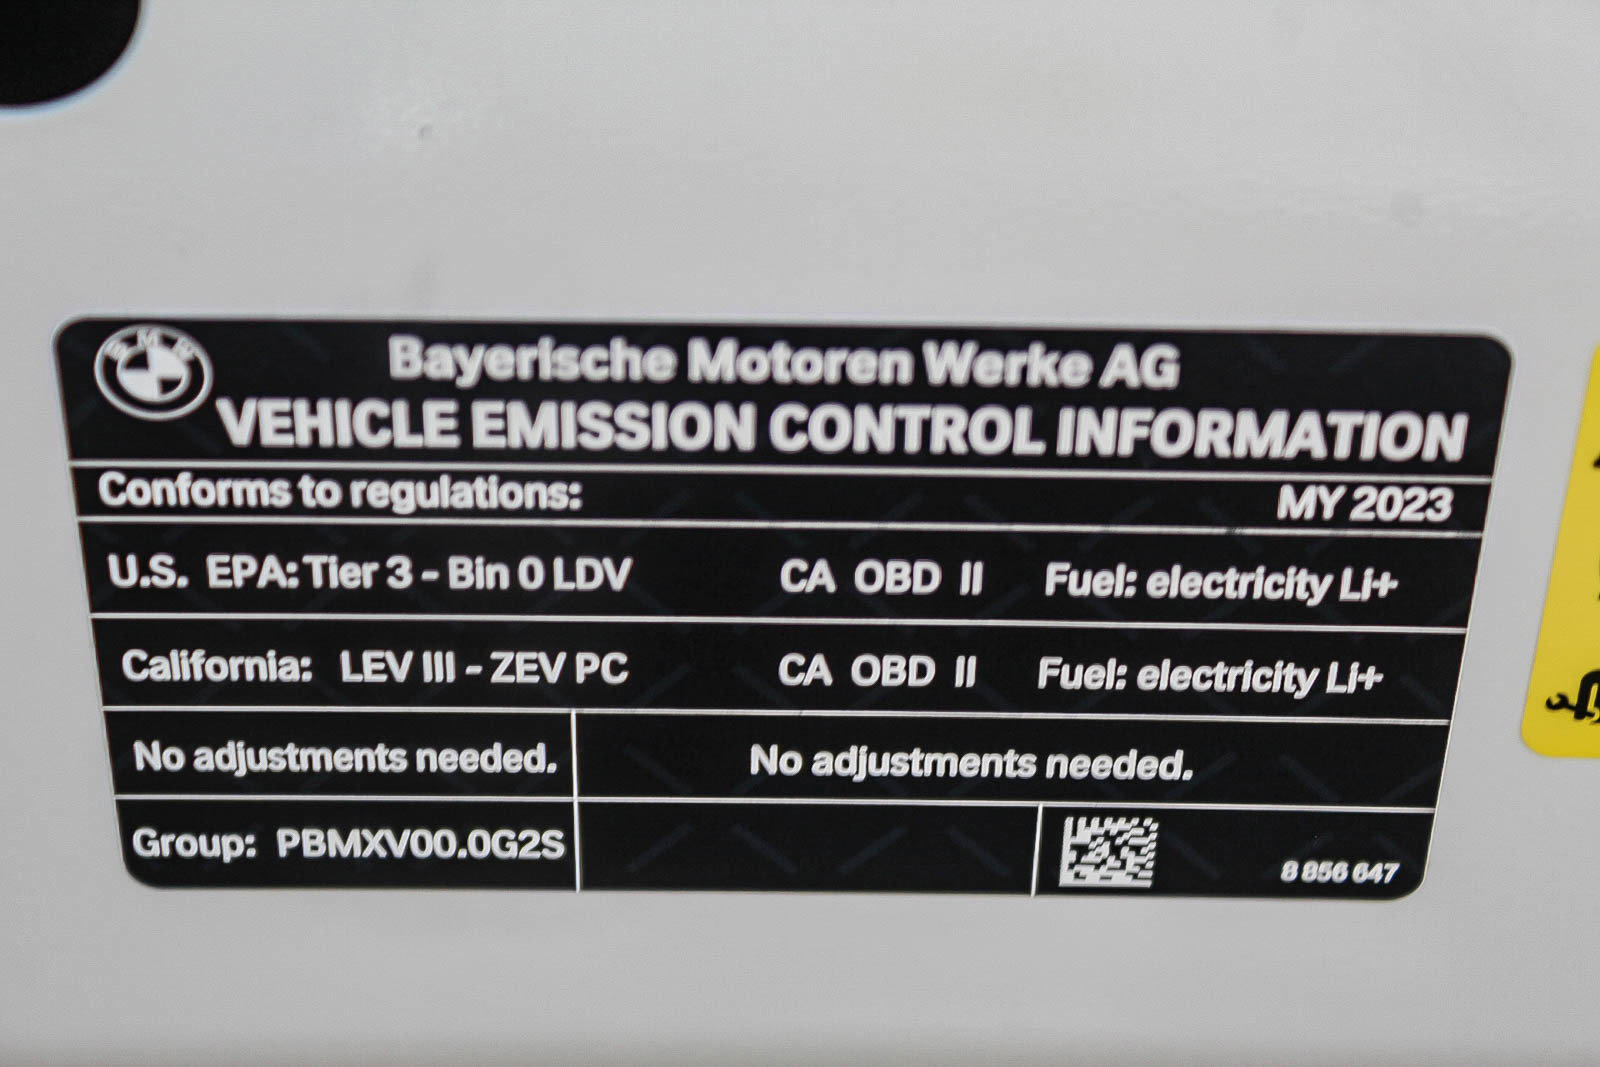 BMW
Bayerische Motoren Werke AG
VEHICLE EMISSION CONTROL INFORMATION
Conforms to regulations: MY 2023
U.S. EPA: Tier 3 - Bin 0 LDV CA OBD II Fuel: electricity Li+
California: LEV III - ZEV PC CA OBD II Fuel: electricity Li+
No adjustments needed. No adjustments needed.
Group: PBMXV00.0G2S 8 856 647